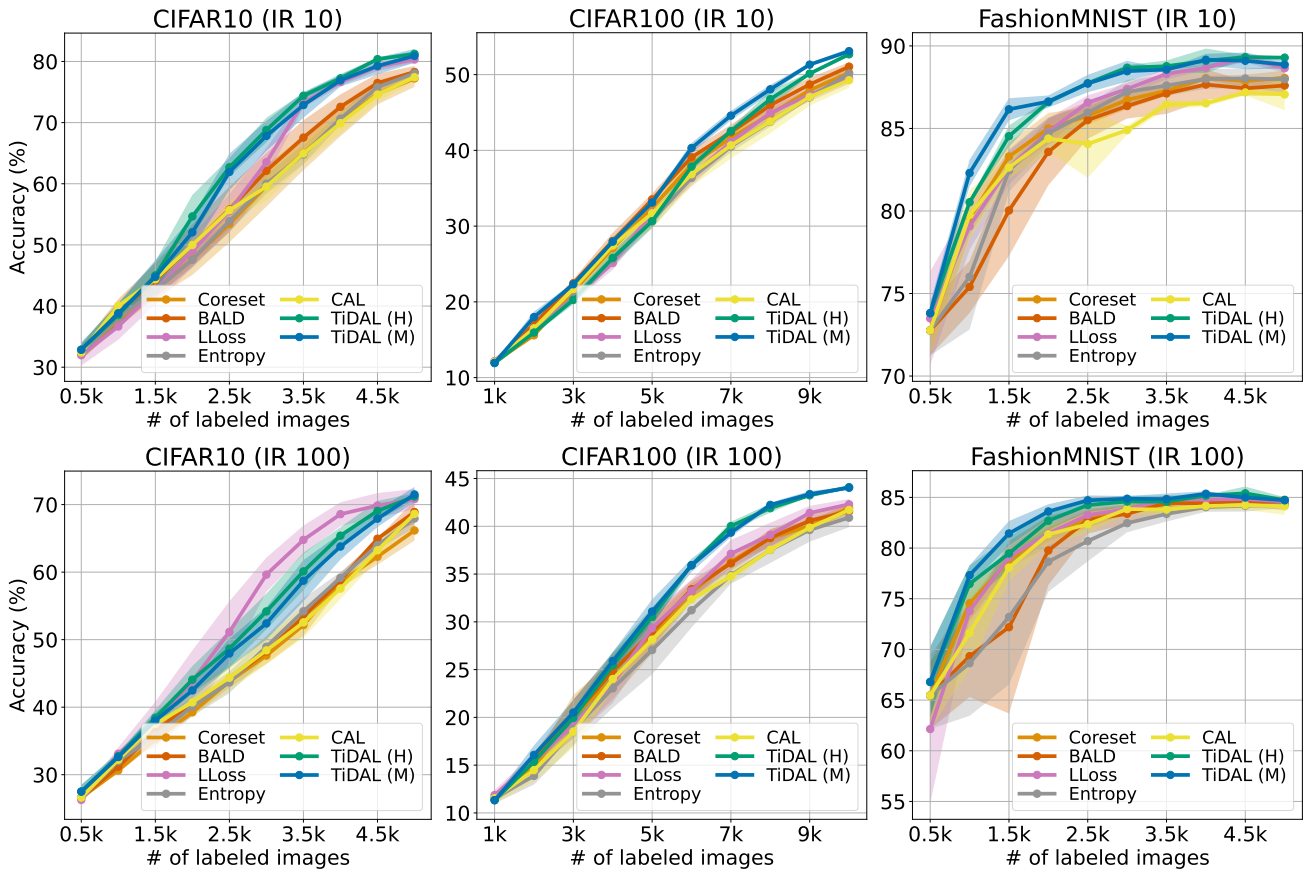 CIFAR10 (IR 10)
80
70
60
50
40
30
Accuracy (%)
0.5k 1.5k 2.5k 3.5k 4.5k
# of labeled images
Coreset CAL
BALD TiDAL (H)
LLoss TiDAL (M)
Entropy
CIFAR100 (IR 10)
50
40
30
20
10
1k 3k 5k 7k 9k
# of labeled images
Coreset CAL
BALD TiDAL (H)
LLoss TiDAL (M)
Entropy
FashionMNIST (IR 10)
90
85
80
75
70
0.5k 1.5k 2.5k 3.5k 4.5k
# of labeled images
Coreset CAL
BALD TiDAL (H)
LLoss TiDAL (M)
Entropy
CIFAR10 (IR 100)
70
60
50
40
30
Accuracy (%)
0.5k 1.5k 2.5k 3.5k 4.5k
# of labeled images
Coreset CAL
BALD TiDAL (H)
LLoss TiDAL (M)
Entropy
CIFAR100 (IR 100)
45
40
35
30
25
20
15
10
1k 3k 5k 7k 9k
# of labeled images
Coreset CAL
BALD TiDAL (H)
LLoss TiDAL (M)
Entropy
FashionMNIST (IR 100)
85
80
75
70
65
60
55
0.5k 1.5k 2.5k 3.5k 4.5k
# of labeled images
Coreset CAL
BALD TiDAL (H)
LLoss TiDAL (M)
Entropy